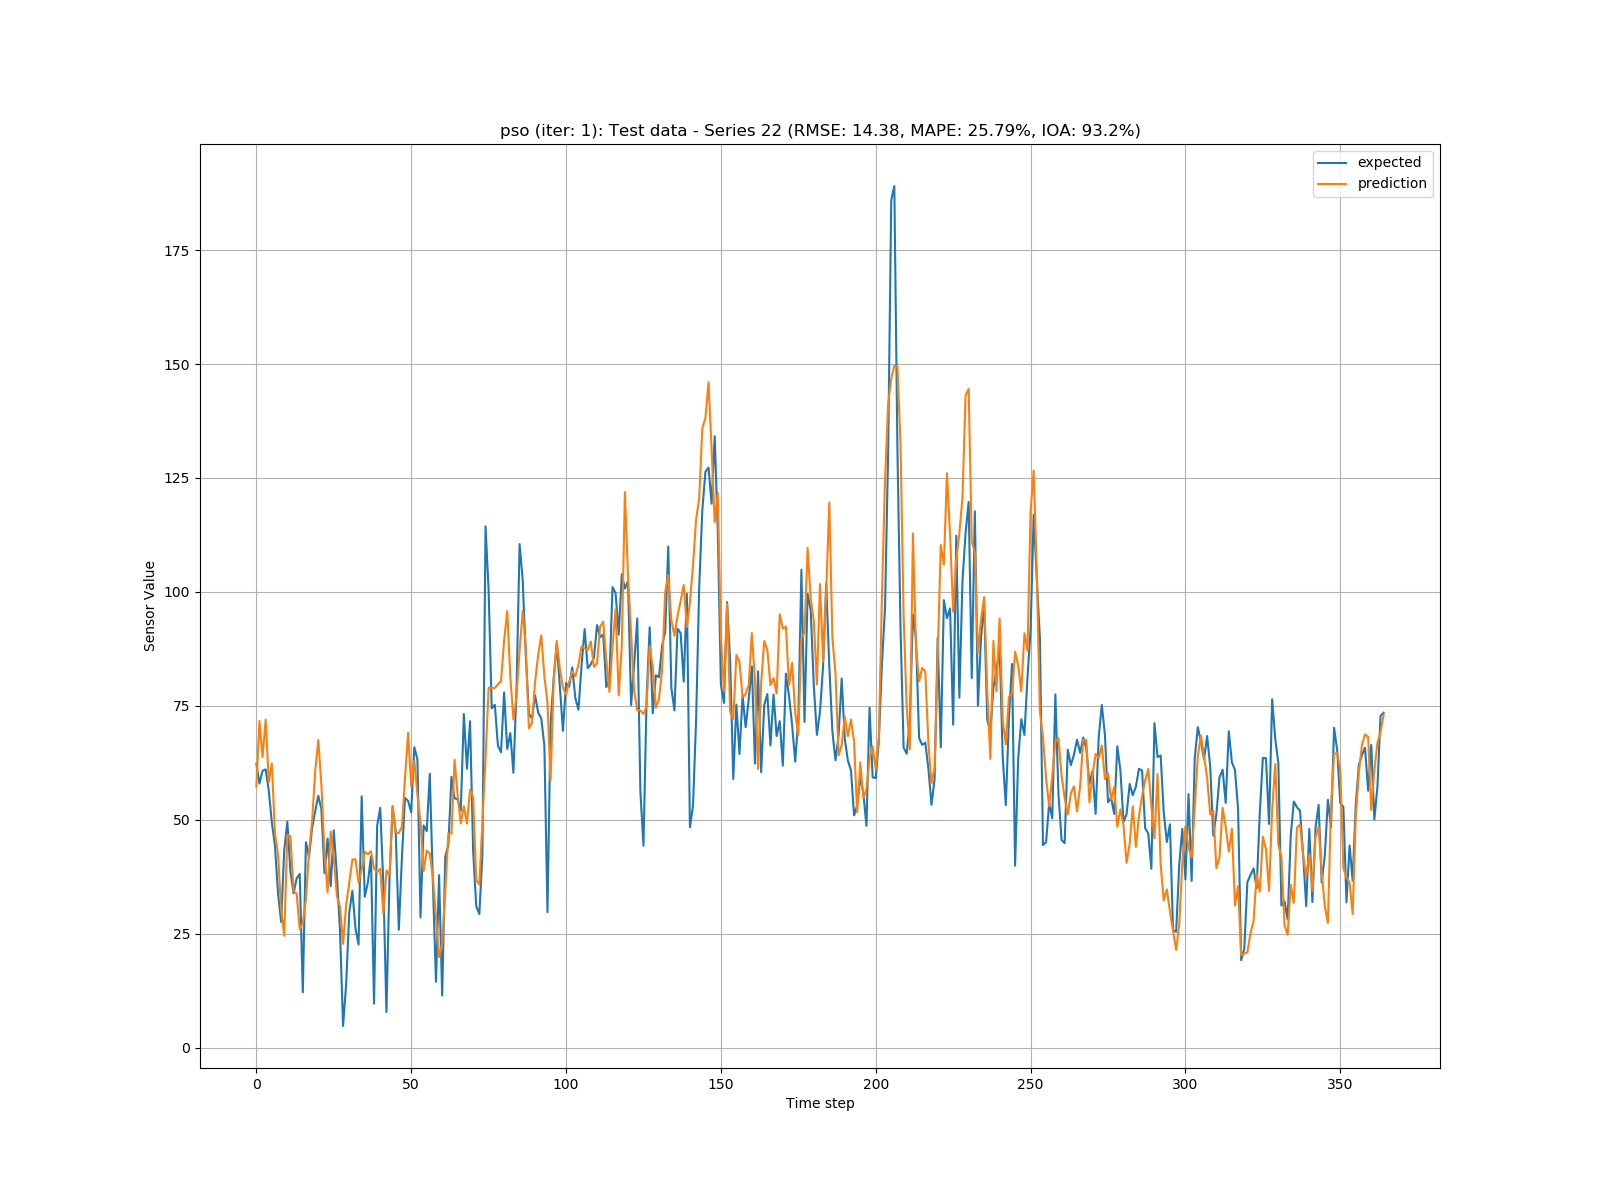 pso (iter: 1): Test data - Series 22 (RMSE: 14.38, MAPE: 25.79%, IOA: 93.2%)
expected
prediction
175
150
125
100
75
50
25
0
Sensor Value
0 50 100 150 200 250 300 350
Time step